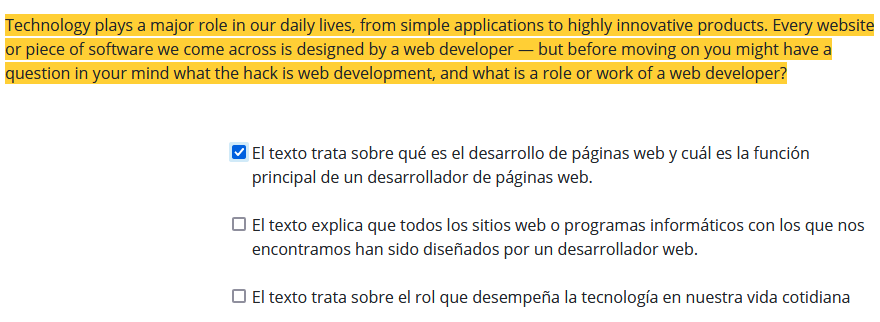 Technology plays a major role in our daily lives, from simple applications to highly innovative products. Every website
or piece of software we come across is designed by a web developer — but before moving on you might have a
question in your mind what the hack is web development, and what is a role or work of a web developer?
El texto trata sobre qué es el desarrollo de páginas web y cuál es la función
principal de un desarrollador de páginas web.
El texto explica que todos los sitios web o programas informáticos con los que nos
encontramos han sido diseñados por un desarrollador web.
El texto trata sobre el rol que desempeña la tecnología en nuestra vida cotidiana